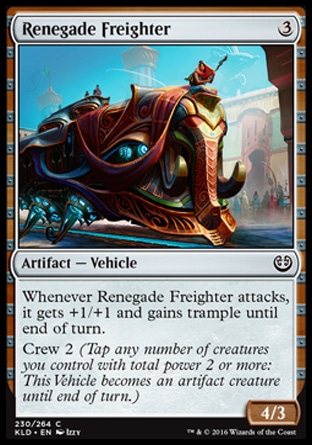 Renegade Freighter 3
Artifact — Vehicle
Whenever Renegade Freighter attacks,
it gets +1/+1 and gains trample until
end of turn.
Crew 2 (Tap any number of creatures
you control with total power 2 or more:
This Vehicle becomes an artifact creature
until end of turn.)
4/3
230/264 C
KLD • EN Izzy ™ & © 2016 Wizards of the Coast